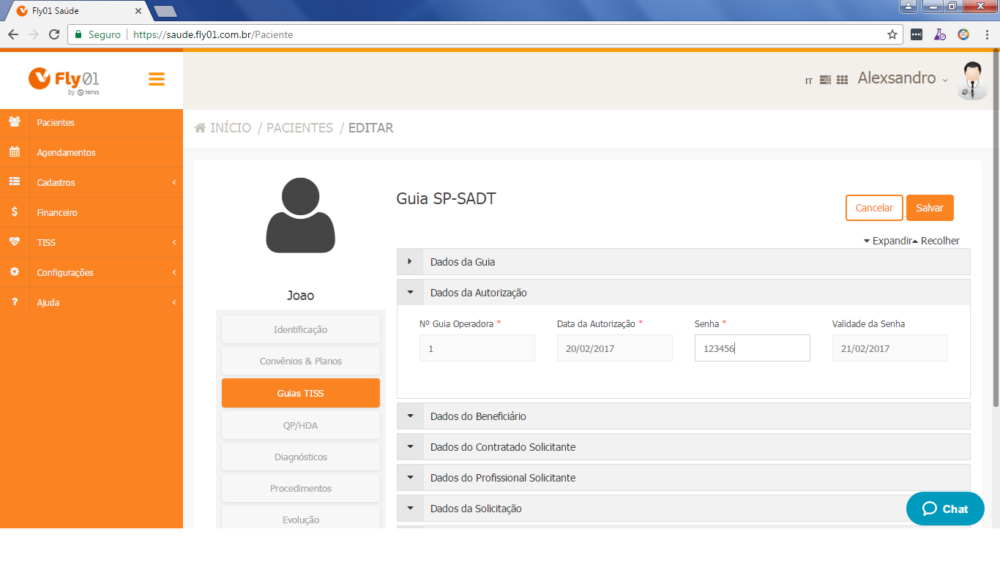 Fly01 Saúde
Seguro
https://saude.fly01.com.br/Paciente
Fly01
by TOTVS
rr
Alexsandro
Pacientes
Agendamentos
Cadastros
Financeiro
TISS
Configurações
Ajuda
INÍCIO / PACIENTES / EDITAR
Joao
Identificação
Convênios & Planos
Guias TISS
QP/HDA
Diagnósticos
Procedimentos
Evolução
Guia SP-SADT
Cancelar
Salvar
Expandir Recolher
Dados da Guia
Dados da Autorização
Nº Guia Operadora * Data da Autorização * Senha * Validade da Senha
1 20/02/2017 123456 21/02/2017
Dados do Beneficiário
Dados do Contratado Solicitante
Dados do Profissional Solicitante
Dados da Solicitação
Chat